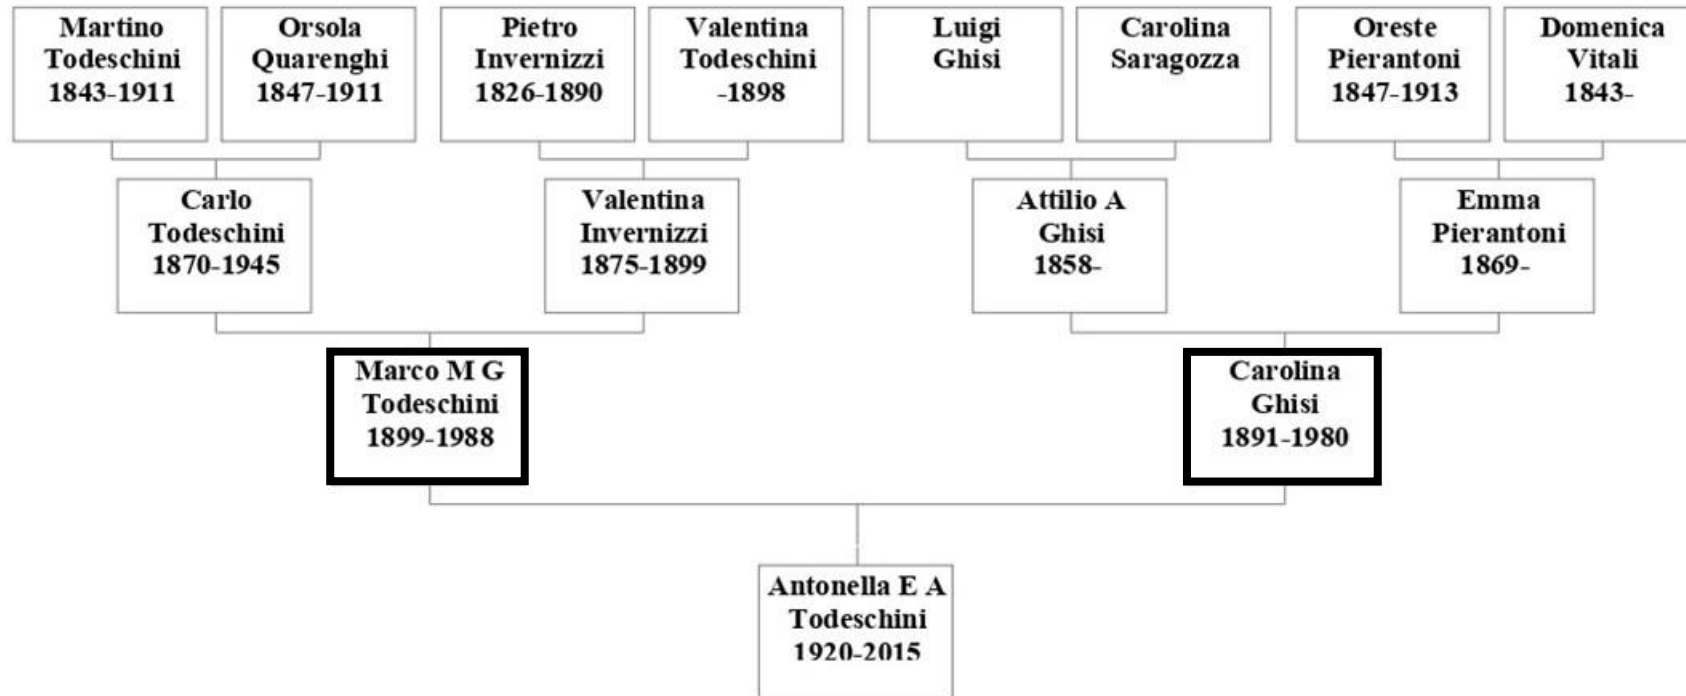 Martino
Todeschini
1843-1911
Orsola
Quarenghi
1847-1911
Pietro
Invernizzi
1826-1890
Valentina
Todeschini
-1898
Luigi
Ghisi
Carolina
Saragozza
Oreste
Pierantoni
1847-1913
Domenica
Vitali
1843-
Carlo
Todeschini
1870-1945
Valentina
Invernizzi
1875-1899
Attilio A
Ghisi
1858-
Emma
Pierantoni
1869-
Marco M G
Todeschini
1899-1988
Carolina
Ghisi
1891-1980
Antonella E A
Todeschini
1920-2015